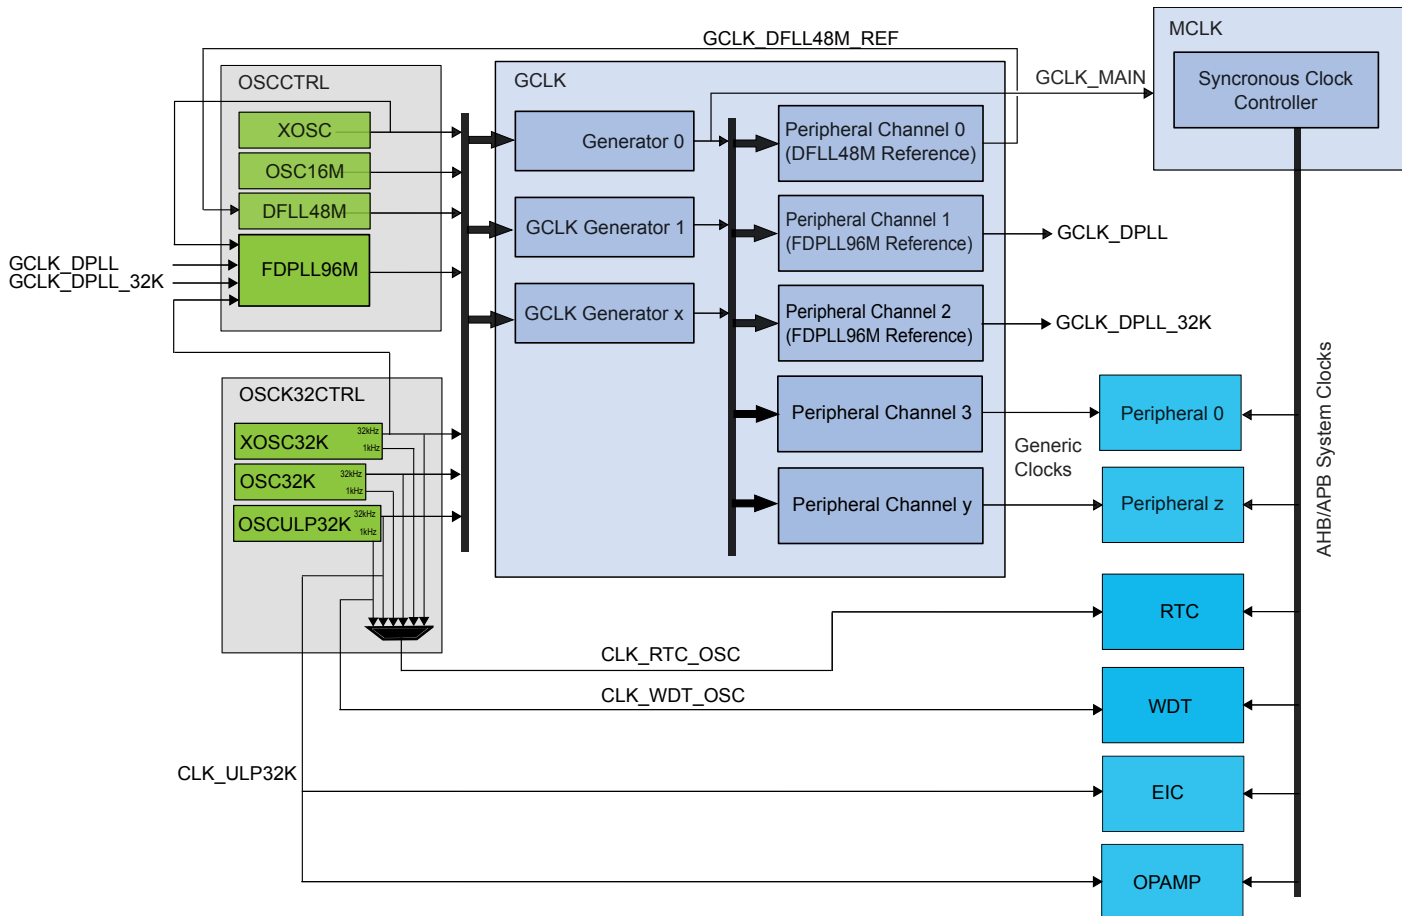 GCLK_DFLL48M_REF
MCLK
OSCCTRL
GCLK
GCLK_MAIN
Syncronous Clock
Controller
XOSC
Generator 0
Peripheral Channel 0
(DFLL48M Reference)
OSC16M
DFLL48M
GCLK Generator 1
Peripheral Channel 1
(FDPLL96M Reference)
GCLK_DPLL
GCLK_DPLL
GCLK_DPLL_32K
FDPLL96M
GCLK Generator x
Peripheral Channel 2
(FDPLL96M Reference)
GCLK_DPLL_32K
OSCK32CTRL
XOSC32K
32kHz
1kHz
OSC32K
32kHz
1kHz
OSCULP32K
32kHz
1kHz
Peripheral Channel 3
Peripheral 0
Generic
Clocks
Peripheral Channel y
Peripheral z
AHB/APB System Clocks
RTC
CLK_RTC_OSC
CLK_WDT_OSC
WDT
CLK_ULP32K
EIC
OPAMP